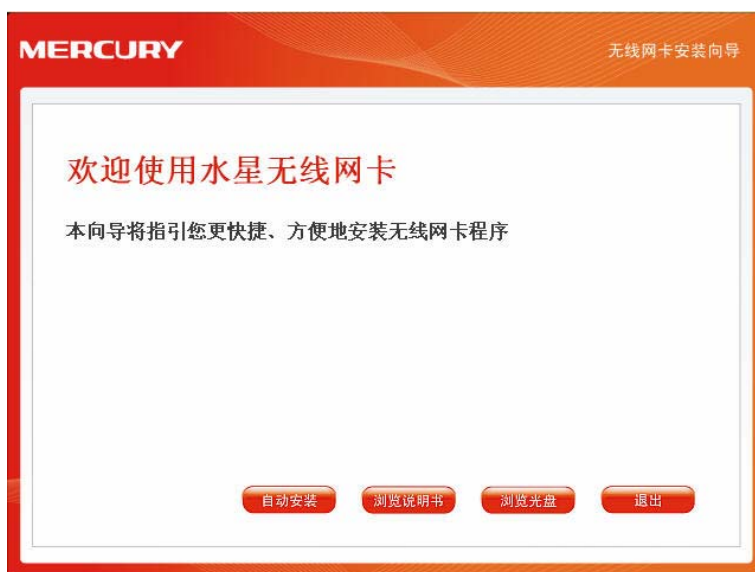 MERCURY
无线网卡安装向导
欢迎使用水星无线网卡
本向导将指引您更快捷、方便地安装无线网卡程序
自动安装
浏览说明书
浏览光盘
退出